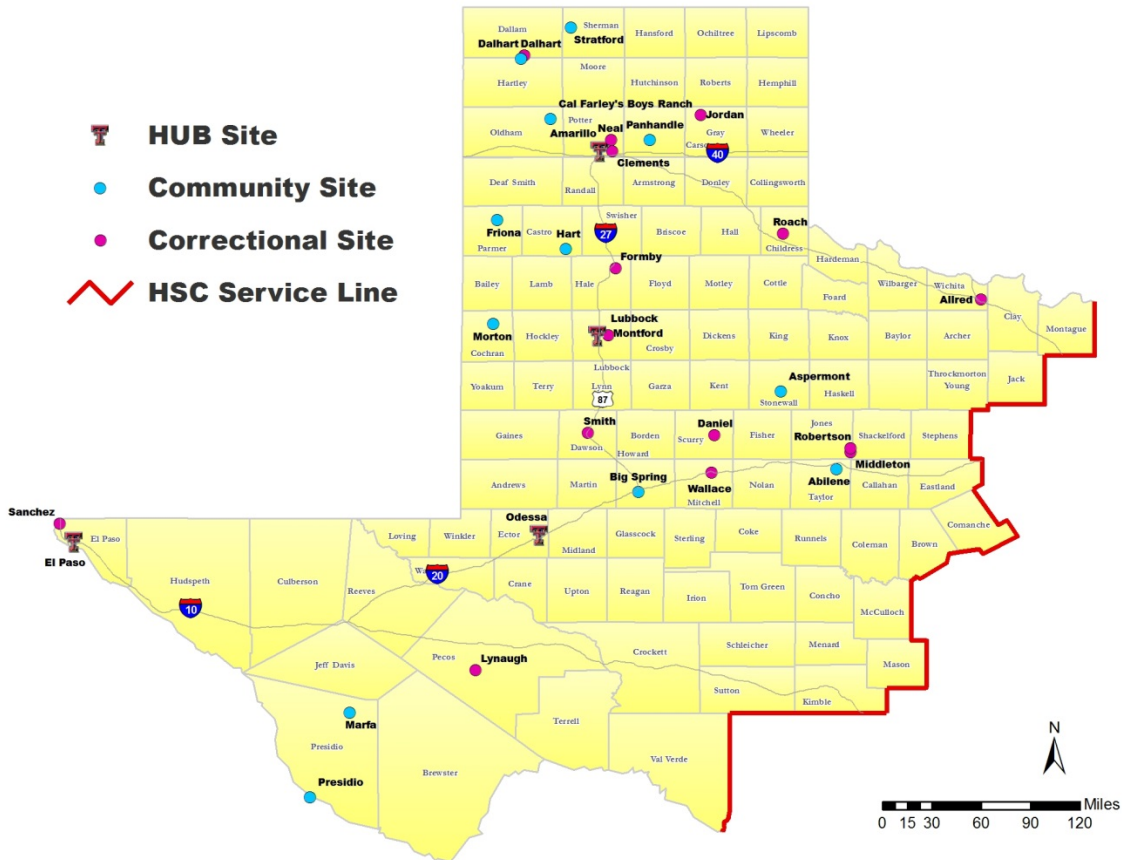 HUB Site
Community Site
Correctional Site
HSC Service Line
Dallam
Sherman
Hansford
Ochiltree
Lipscomb
Stratford
Dalhart Dalhart
Hartley
Moore
Hutchinson
Roberts
Hemphill
Cal Farley's Boys Ranch
Jordan
Oldham
Potter
Amarillo
Neal
Panhandle
Gray
Wheeler
Clements
40
Deaf Smith
Randall
Armstrong
Donley
Collingsworth
Swisher
Friona
Castro
Hart
27
Briscoe
Hall
Roach
Parmer
Childress
Formby
Hardeman
Bailey
Lamb
Hale
Floyd
Motley
Cottle
Foard
Wilbarger
Wichita
Allred
Clay
Montague
Morton
Lubbock
Montford
Cochran
Hockley
Crosby
Dickens
King
Knox
Baylor
Archer
Lubbock
Yoakum
Terry
Lynn
Garza
Kent
Aspermont
Stonewall
Haskell
Throckmorton
Young
Jack
87
Smith
Daniel
Jones
Gaines
Dawson
Borden
Scurry
Fisher
Robertson
Shackelford
Stephens
Howard
Middleton
Andrews
Martin
Big Spring
Wallace
Mitchell
Nolan
Abilene
Taylor
Callahan
Eastland
Sanchez
El Paso
El Paso
Odessa
Loving
Winkler
Ector
Midland
Glasscock
Sterling
Coke
Runnels
Coleman
Brown
Comanche
Hudspeth
Culberson
Reeves
20
Crane
Upton
Reagan
Irion
Tom Green
Concho
McCulloch
10
Jeff Davis
Pecos
Lynaugh
Crockett
Schleicher
Menard
Mason
Sutton
Kimble
Marfa
Presidio
Terrell
Val Verde
Brewster
Presidio
N
Miles
0 15 30 60 90 120